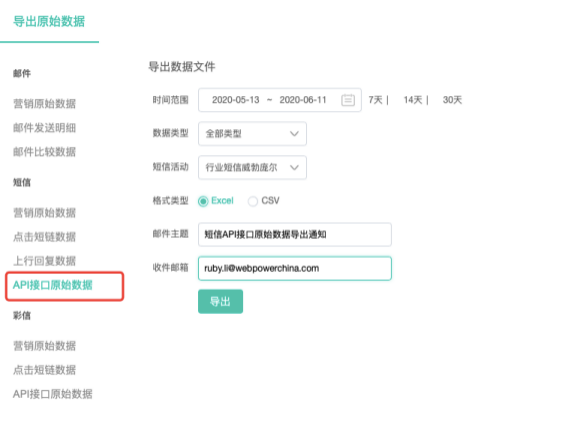 导出原始数据
邮件
营销原始数据
邮件发送明细
邮件比较数据
短信
营销原始数据
点击短链数据
上行回复数据
API接口原始数据
彩信
营销原始数据
点击短链数据
API接口原始数据
导出数据文件
时间范围 2020-05-13 ~ 2020-06-11 7天 | 14天 | 30天
数据类型 全部类型
短信活动 行业短信威勃庞尔
格式类型 Excel CSV
邮件主题 短信API接口原始数据导出通知
收件邮箱 ruby.li@webpowerchina.com
导出